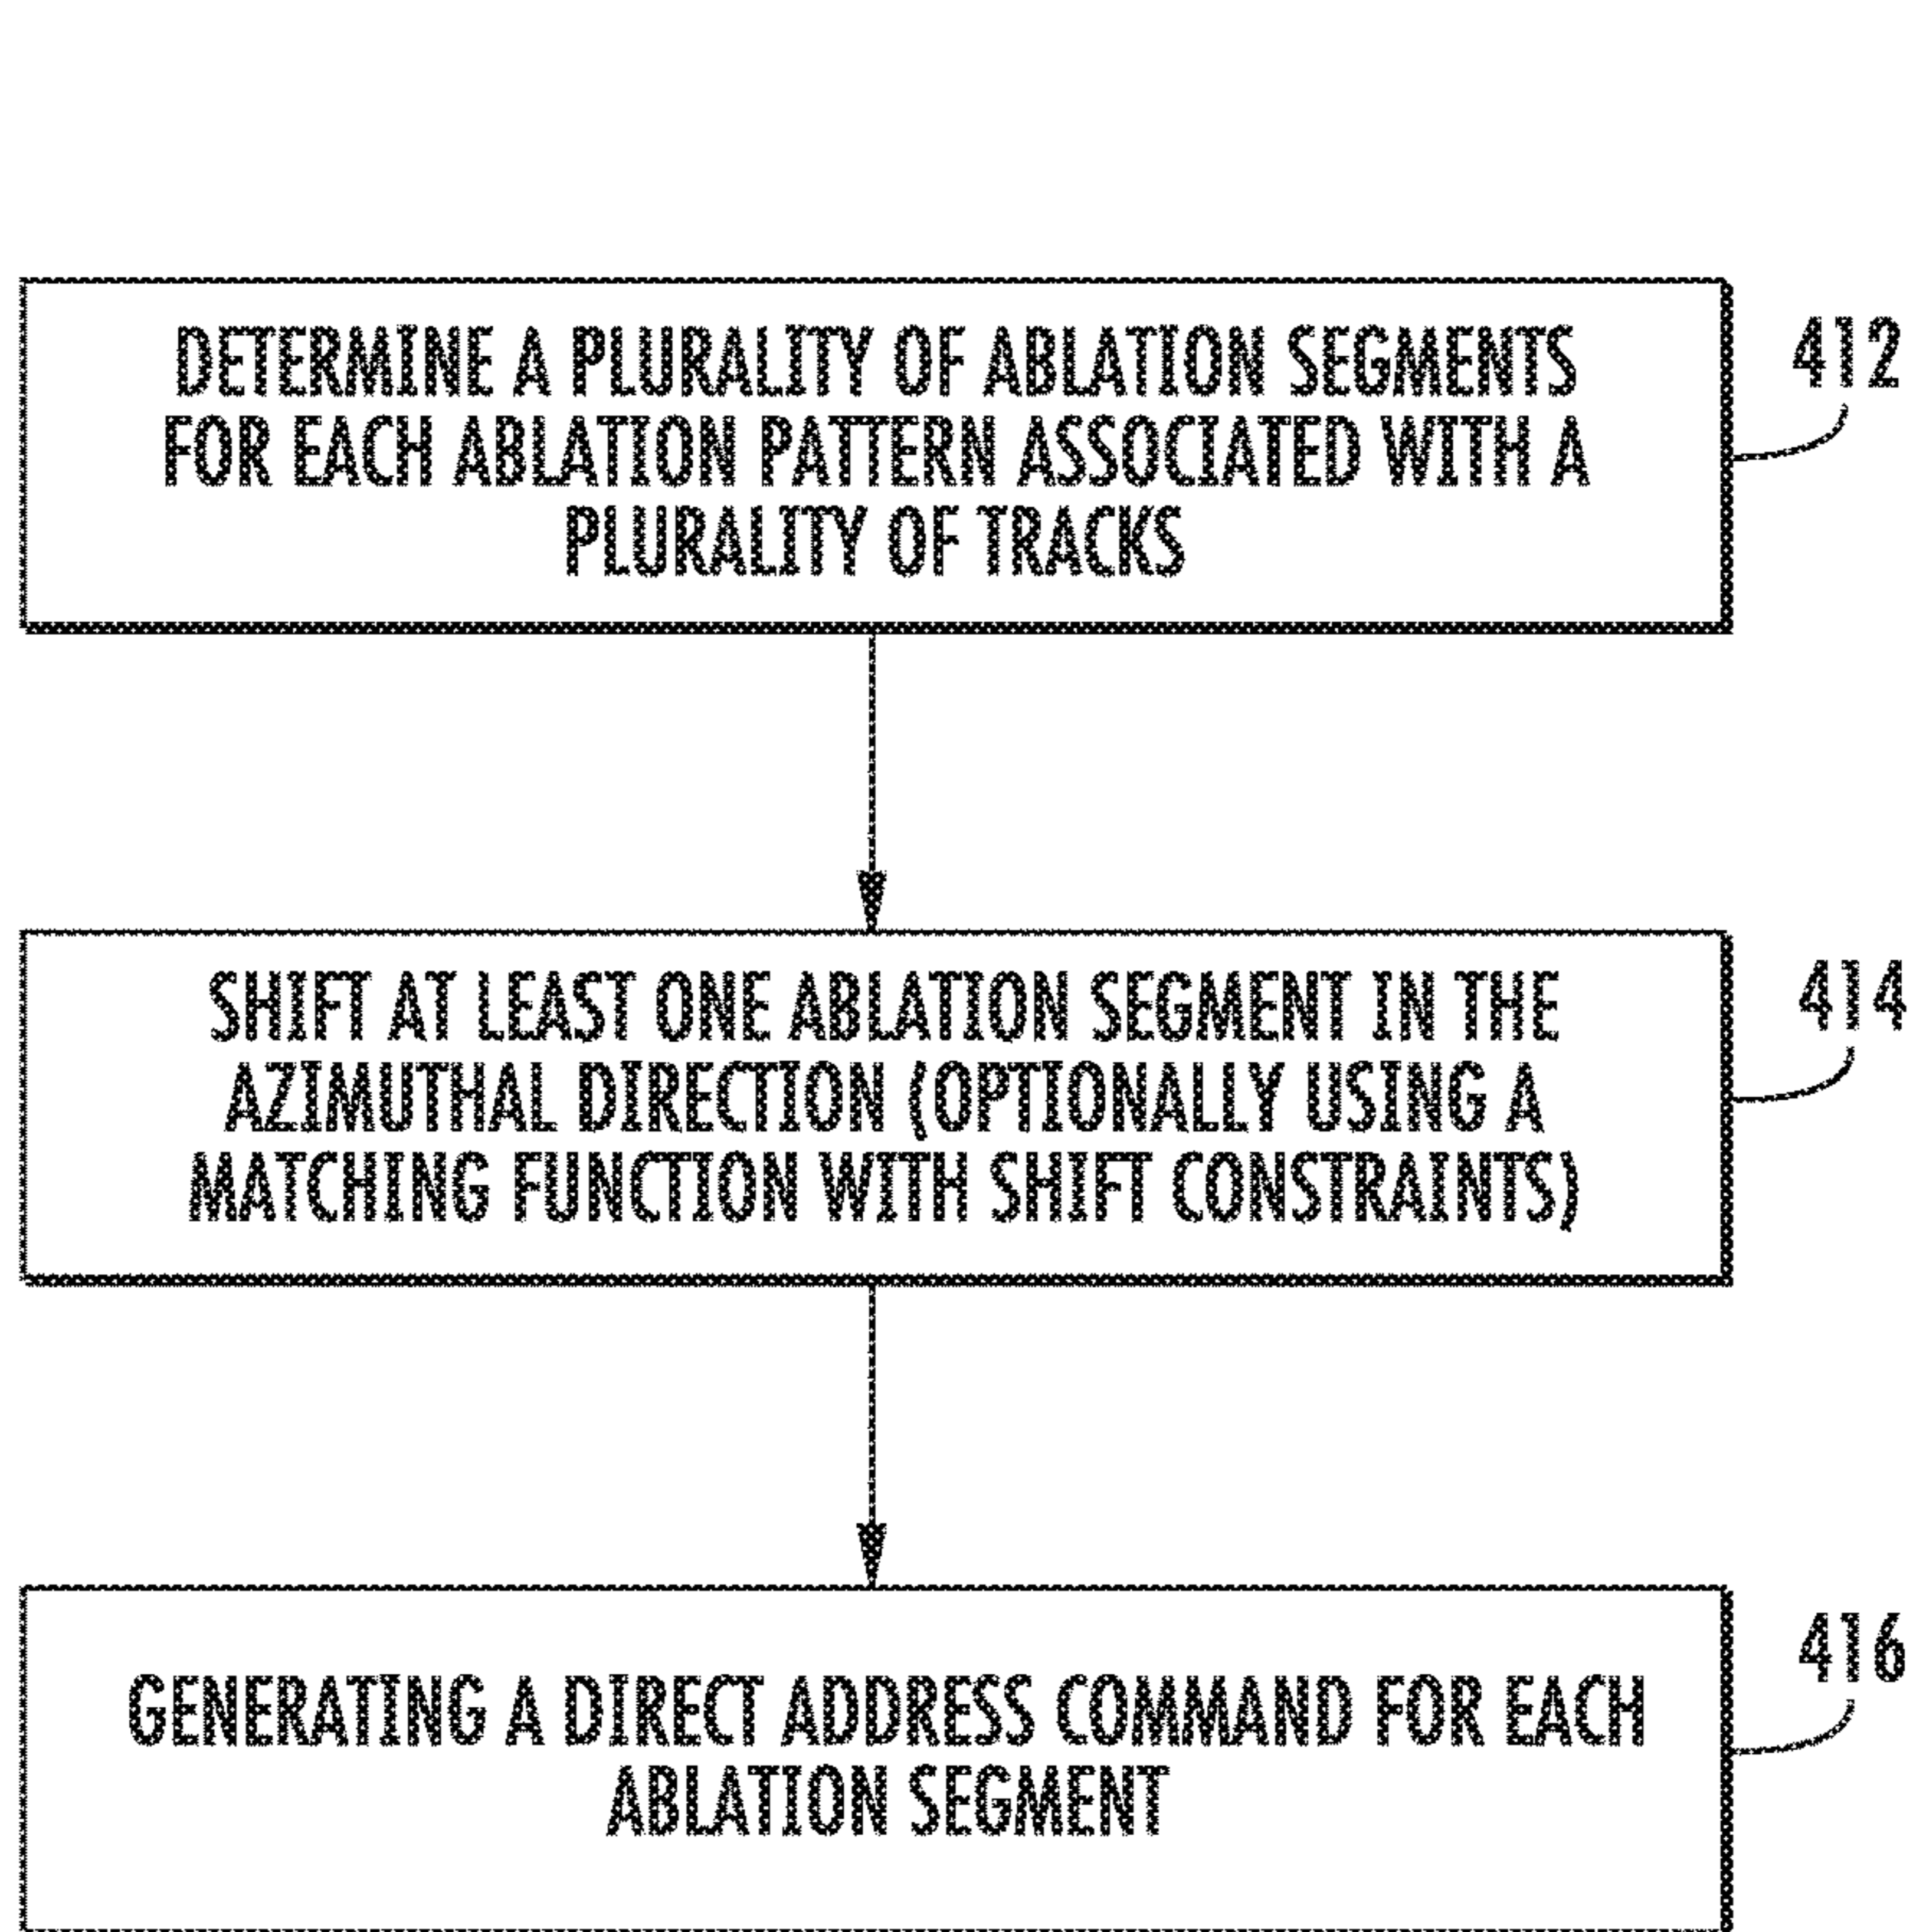 DETERMINE A PLURALITY OF ABLATION SEGMENTS
FOR EACH ABLATION PATTERN ASSOCIATED WITH A
PLURALITY OF TRACKS
412
SHIFT AT LEAST ONE ABLATION SEGMENT IN THE
AZIMUTHAL DIRECTION (OPTIONALLY USING A
MATCHING FUNCTION WITH SHIFT CONSTRAINTS)
414
GENERATING A DIRECT ADDRESS COMMAND FOR EACH
ABLATION SEGMENT
416